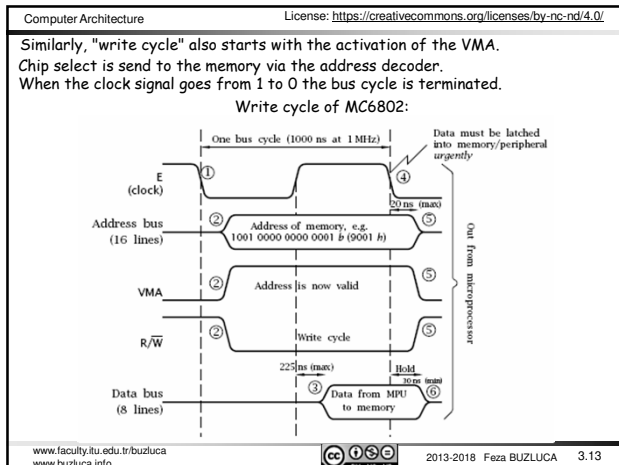 Computer Architecture
License: https://creativecommons.org/licenses/by-nc-nd/4.0/
Similarly, "write cycle" also starts with the activation of the VMA.
Chip select is send to the memory via the address decoder.
When the clock signal goes from 1 to 0 the bus cycle is terminated.
Write cycle of MC6802:
One bus cycle (1000 ns at 1 MHz)
Data must be latched
into memory/peripheral
urgently
E
(clock)
①
④
20 ns (max)
Address bus
(16 lines)
②
Address of memory, e.g.
1001 0000 0000 0001 b (9001 h)
⑤
VMA
②
Address is now valid
⑤
R/W̅
②
Write cycle
⑤
Out from microprocessor
225 ns (max)
Hold
30 ns (min)
Data bus
(8 lines)
③
Data from MPU
to memory
⑥
www.faculty.itu.edu.tr/buzluca
www.buzluca.info
cc
2013-2018 Feza BUZLUCA
3.13